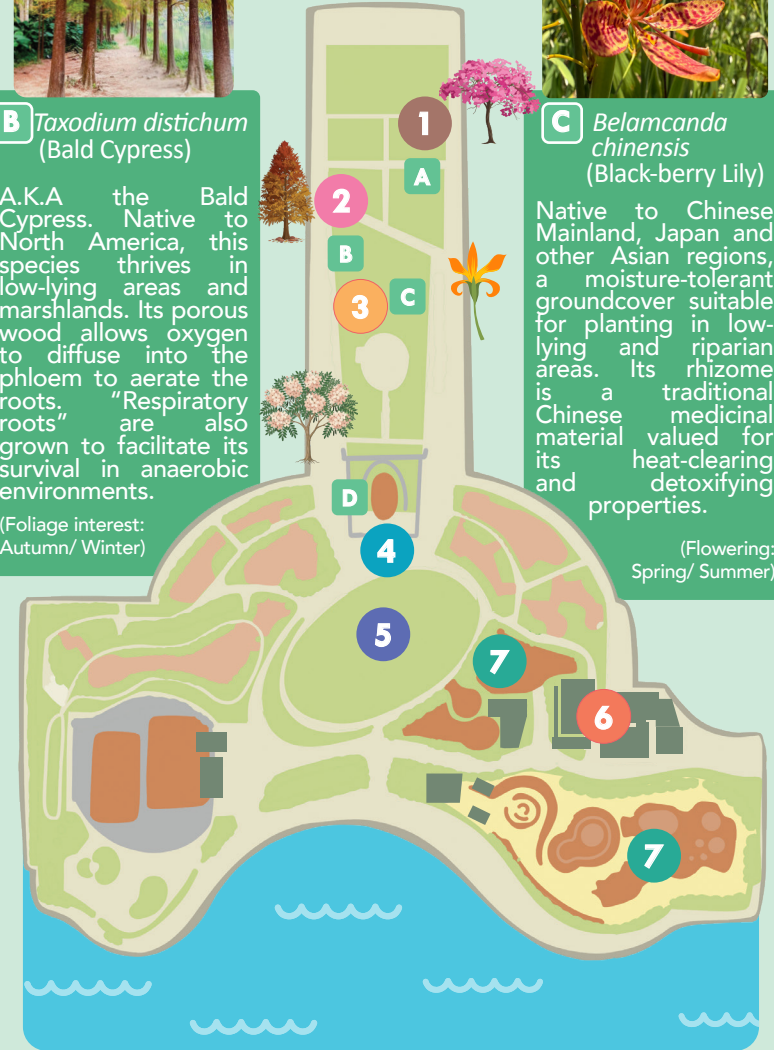 B Taxodium distichum
(Bald Cypress)
A.K.A the Bald
Cypress. Native to
North America, this
species thrives in
low-lying areas and
marshlands. Its porous
wood allows oxygen
to diffuse into the
phloem to aerate the
roots. “Respiratory
roots” are also
grown to facilitate its
survival in anaerobic
environments.
(Foliage interest:
Autumn/ Winter)
1
A
2
B
3
C
D
4
5
7
6
7
C Belamcanda
chinensis
(Black-berry Lily)
Native to Chinese
Mainland, Japan and
other Asian regions,
a moisture-tolerant
groundcover suitable
for planting in low-
lying and riparian
areas. Its rhizome
is a traditional
Chinese medicinal
material valued for
its heat-clearing
and detoxifying
properties.
(Flowering:
Spring/ Summer)